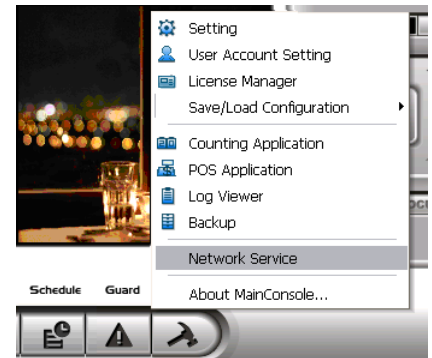 Setting
User Account Setting
License Manager
Save/Load Configuration
Counting Application
POS Application
Log Viewer
Backup
Network Service
About MainConsole...
Schedule Guard